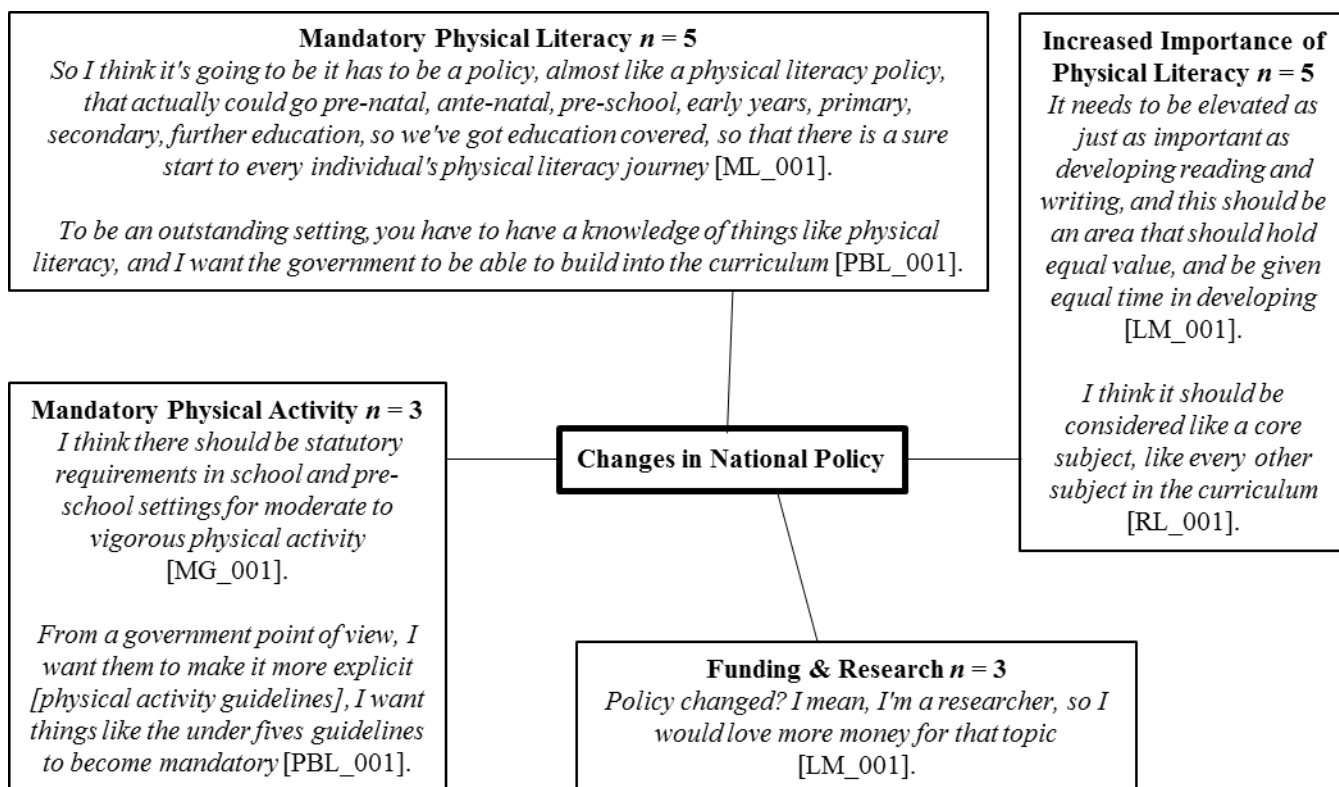 Mandatory Physical Literacy n = 5
So I think it's going to be it has to be a policy, almost like a physical literacy policy,
that actually could go pre-natal, ante-natal, pre-school, early years, primary,
secondary, further education, so we've got education covered, so that there is a sure
start to every individual's physical literacy journey [ML_001].
To be an outstanding setting, you have to have a knowledge of things like physical
literacy, and I want the government to be able to build into the curriculum [PBL_001].
Increased Importance of
Physical Literacy n = 5
It needs to be elevated as
just as important as
developing reading and
writing, and this should be
an area that should hold
equal value, and be given
equal time in developing
[LM_001].
I think it should be
considered like a core
subject, like every other
subject in the curriculum
[RL_001].
Mandatory Physical Activity n = 3
I think there should be statutory
requirements in school and pre-
school settings for moderate to
vigorous physical activity
[MG_001].
From a government point of view, I
want them to make it more explicit
[physical activity guidelines], I want
things like the under fives guidelines
to become mandatory [PBL_001].
Changes in National Policy
Funding & Research n = 3
Policy changed? I mean, I'm a researcher, so I
would love more money for that topic
[LM_001].